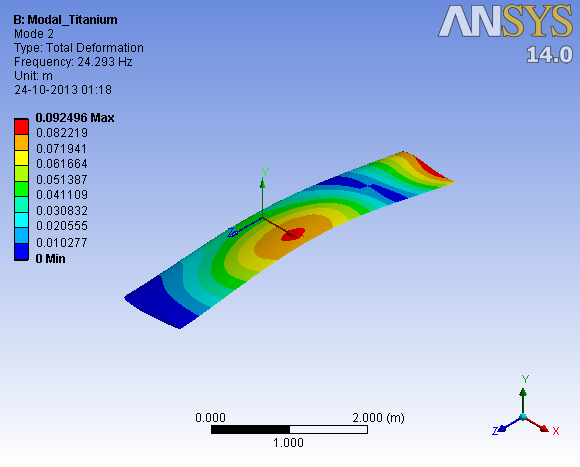 B: Modal_Titanium
Mode 2
Type: Total Deformation
Frequency: 24.293 Hz
Unit: m
24-10-2013 01:18
ANSYS
14.0
0.092496 Max
0.082219
0.071941
0.061664
0.051387
0.041109
0.030832
0.020555
0.010277
0 Min
Y
Z
0.000 2.000 (m)
1.000
Y
Z X